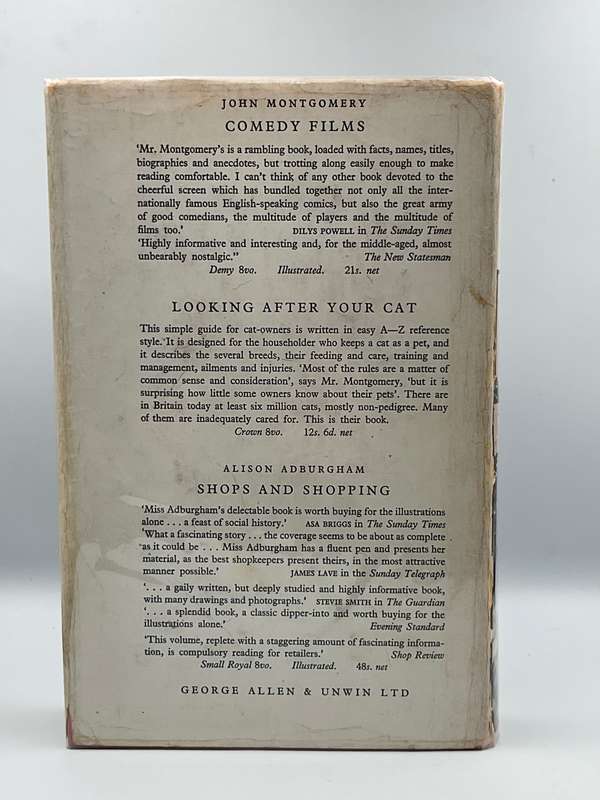 JOHN MONTGOMERY
COMEDY FILMS
'Mr. Montgomery's is a rambling book, loaded with facts, names, titles,
biographies and anecdotes, but trotting along easily enough to make
reading comfortable. I can't think of any other book devoted to the
cheerful screen which has bundled together not only all the inter-
nationally famous English-speaking comics, but also the great army
of good comedians, the multitude of players and the multitude of
films too.' DILYS POWELL in The Sunday Times
'Highly informative and interesting and, for the middle-aged, almost
unbearably nostalgic.” The New Statesman
Demy 8vo. Illustrated. 21s. net
LOOKING AFTER YOUR CAT
This simple guide for cat-owners is written in easy A—Z reference
style. It is designed for the householder who keeps a cat as a pet, and
it describes the several breeds, their feeding and care, training and
management, ailments and injuries. 'Most of the rules are a matter of
common sense and consideration', says Mr. Montgomery, 'but it is
surprising how little some owners know about their pets'. There are
in Britain today at least six million cats, mostly non-pedigree. Many
of them are inadequately cared for. This is their book.
Crown 8vo. 12s. 6d. net
ALISON ADBURGHAM
SHOPS AND SHOPPING
'Miss Adburgham's delectable book is worth buying for the illustrations
alone . . . a feast of social history.' ASA BRIGGS in The Sunday Times
'What a fascinating story . . . the coverage seems to be about as complete
as it could be . . . Miss Adburgham has a fluent pen and presents her
material, as the best shopkeepers present theirs, in the most attractive
manner possible.' JAMES LAVE in the Sunday Telegraph
'. . . a gaily written, but deeply studied and highly informative book,
with many drawings and photographs.' STEVIE SMITH in The Guardian
'. . . a splendid book, a classic dipper-into and worth buying for the
illustrations alone.' Evening Standard
'This volume, replete with a staggering amount of fascinating informa-
tion, is compulsory reading for retailers.' Shop Review
Small Royal 8vo. Illustrated. 48s. net
GEORGE ALLEN & UNWIN LTD